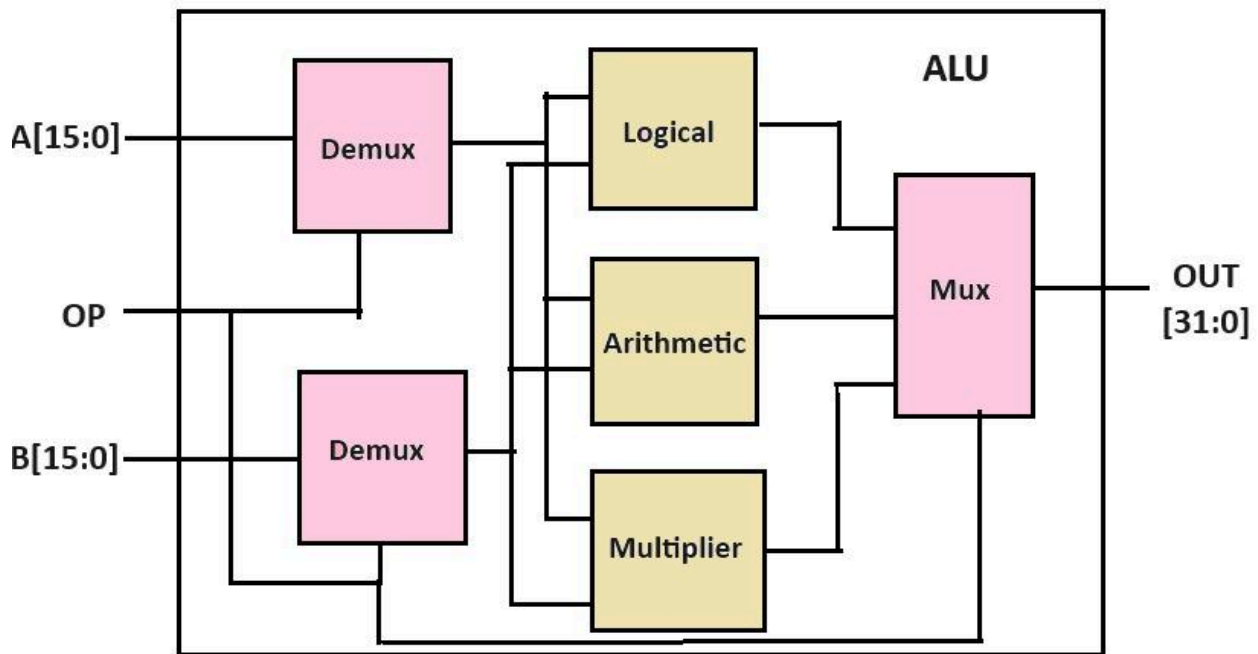 ALU
A[15:0]
Demux
Logical
OP
Mux
OUT
[31:0]
Arithmetic
B[15:0]
Demux
Multiplier